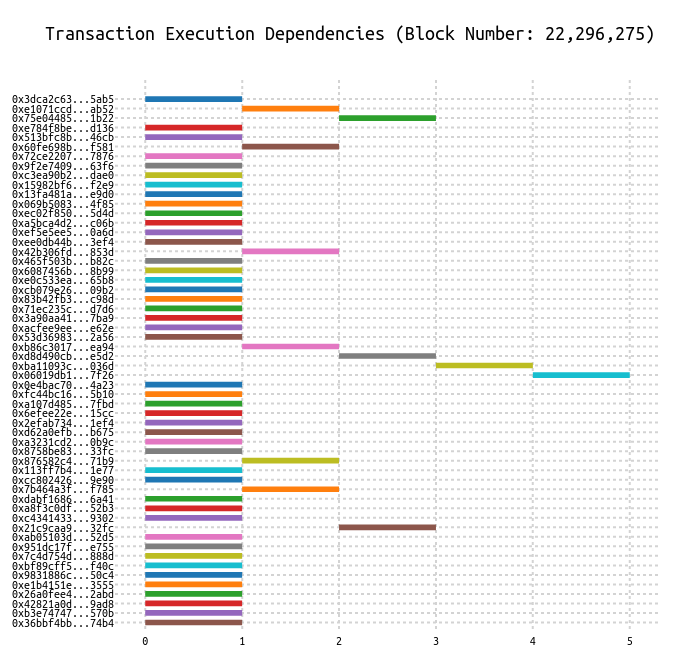 Transaction Execution Dependencies (Block Number: 22,296,275)
0x3dca2c63...5ab5
0xe1071ccd...ab52
0x75e04485...1b22
0xe784f8be...d136
0x513bfc8b...46cb
0x60fe698b...f581
0x72ce2207...7876
0x9f2e7409...63f6
0xc3ea90b2...dae0
0x15982bf6...f2e9
0x13fa481a...e9d0
0x069b5083...4f85
0xec02f850...5d4d
0xa5bca4d2...c06b
0xef5e5ee5...0a6d
0xee0db44b...3ef4
0x42b306fd...853d
0x465f503b...b82c
0x6087456b...8b99
0xe0c533ea...65b8
0xcb079e26...09b2
0x83b42fb3...c98d
0x71ec235c...d7d6
0x3a90aa41...7ba9
0xacfee9ee...e62e
0x53d36983...2a56
0xb86c3017...ea94
0xd8d490cb...e5d2
0xba11093c...036d
0x06019db1...7f26
0x0e4bac70...4a23
0xfc44bc16...5b10
0xa107d485...7fbd
0x6efee22e...15cc
0x2efab734...1ef4
0xd62a0efb...b675
0xa3231cd2...0b9c
0x8758be83...33fc
0x876582c4...71b9
0x113ff7b4...1e77
0xcc802426...9e90
0x7b464a3f...f785
0xdabf1686...6a41
0xa8f3c0df...52b3
0xc4341433...9302
0x21c9caa9...32fc
0xab05103d...52d5
0x951dc17f...e755
0x7c4d754d...888d
0xbf89cff5...f40c
0x9831886c...50c4
0xe1b4151e...3555
0x26a0fee4...2abd
0x42821a0d...9ad8
0xb3e74747...570b
0x36bbf4bb...74b4
0 1 2 3 4 5